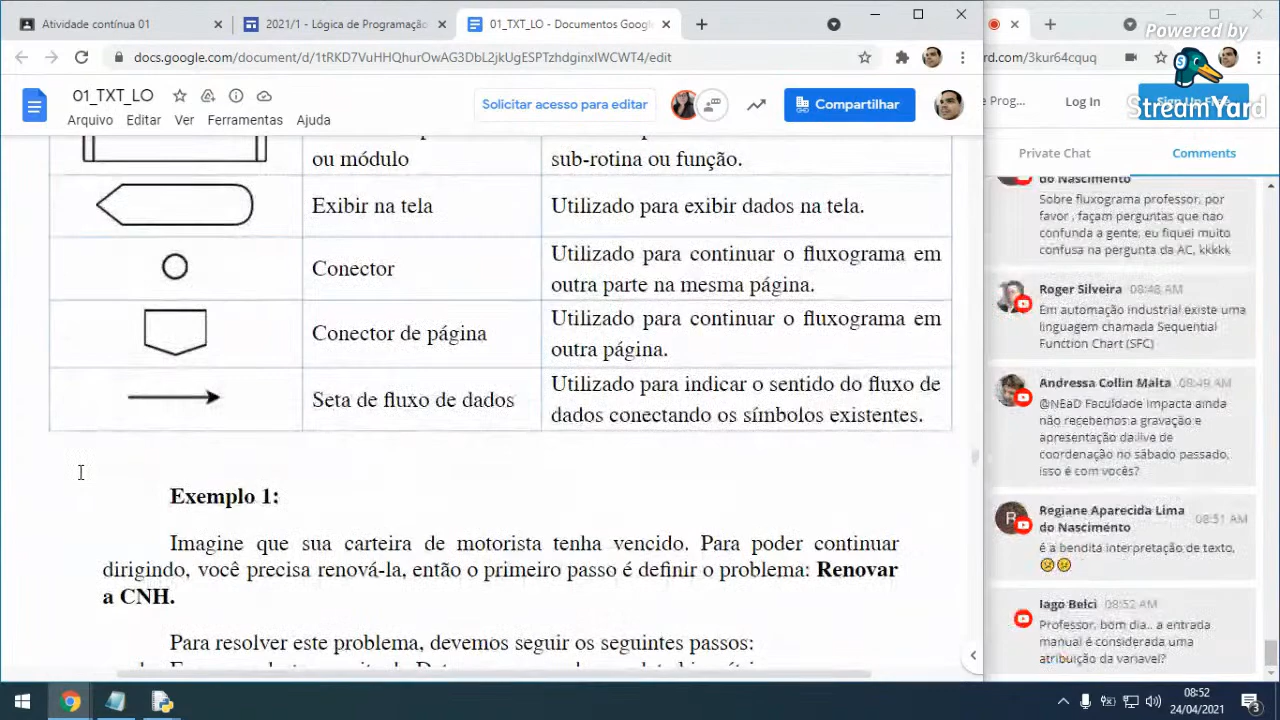 Atividade contínua 01
2021/1 - Lógica de Programação
01_TXT_LO - Documentos Google
Powered by
docs.google.com/document/d/1tRKD7VuHHQhurOwAG3DbL2jkUgESPTzhdginxIWCWT4/edit
rd.com/3kur64cquq
StreamYard
01_TXT_LO
Arquivo Editar Ver Ferramentas Ajuda
Solicitar acesso para editar
Compartilhar
e Prog...
Log In
Private Chat
Comments
ou módulo
sub-rotina ou função.
Exibir na tela
Utilizado para exibir dados na tela.
Conector
Utilizado para continuar o fluxograma em
outra parte na mesma página.
Conector de página
Utilizado para continuar o fluxograma em
outra página.
Seta de fluxo de dados
Utilizado para indicar o sentido do fluxo de
dados conectando os símbolos existentes.
Exemplo 1:
Imagine que sua carteira de motorista tenha vencido. Para poder continuar
dirigindo, você precisa renová-la, então o primeiro passo é definir o problema: Renovar
a CNH.
Para resolver este problema, devemos seguir os seguintes passos:
do Nascimento
Sobre fluxograma professor, por
favor , façam perguntas que nao
confunda a gente, eu fiquei muito
confusa na pergunta da AC, kkkkk
Roger Silveira 08:48 AM
Em automação industrial existe uma
linguagem chamada Sequential
Function Chart (SFC)
Andressa Collin Malta 08:49 AM
@NEaD Faculdade Impacta ainda
não recebemos a gravação e
apresentação da live de
coordenação no sábado passado,
isso é com vocês?
R
Regiane Aparecida Lima
do Nascimento 08:51 AM
é a bendita interpretação de texto,
Iago Belci 08:52 AM
Professor, bom dia.. a entrada
manual é considerada uma
atribuição da variavel?
08:52
24/04/2021
3